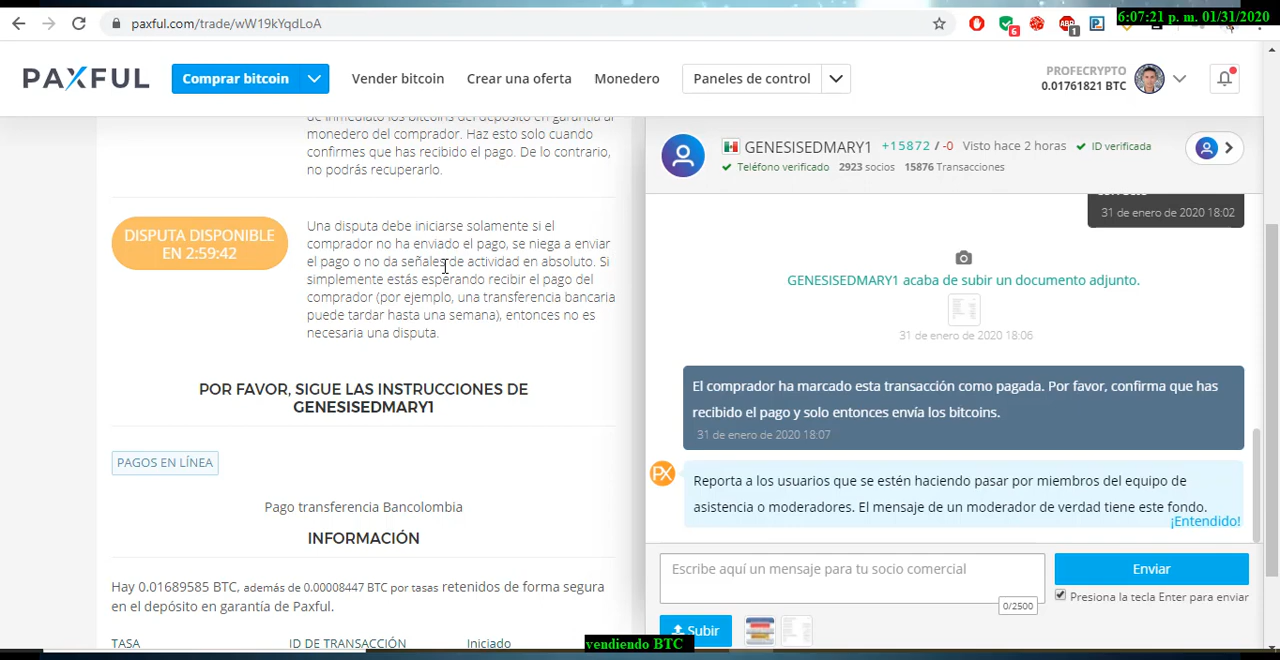 paxful.com/trade/wW19kYqdLoA
6:07:21 p. m. 01/31/2020
6
ABP
1
P
PAXFUL
Comprar bitcoin
Vender bitcoin
Crear una oferta
Monedero
Paneles de control
PROFECRYPTO
0.01761821 BTC
de inmediato los bitcoins del depósito en garantía al
monedero del comprador. Haz esto solo cuando
confirmes que has recibido el pago. De lo contrario,
no podrás recuperarlo.
DISPUTA DISPONIBLE
EN 2:59:42
Una disputa debe iniciarse solamente si el
comprador no ha enviado el pago, se niega a enviar
el pago o no da señales de actividad en absoluto. Si
simplemente estás esperando recibir el pago del
comprador (por ejemplo, una transferencia bancaria
puede tardar hasta una semana), entonces no es
necesaria una disputa.
POR FAVOR, SIGUE LAS INSTRUCCIONES DE
GENESISEDMARY1
PAGOS EN LÍNEA
Pago transferencia Bancolombia
INFORMACIÓN
Hay 0.01689585 BTC, además de 0.00008447 BTC por tasas retenidos de forma segura
en el depósito en garantía de Paxful.
TASA
ID DE TRANSACCIÓN
Iniciado
GENESISEDMARY1 +15872 / -0 Visto hace 2 horas ID verificada
Teléfono verificado 2923 socios 15876 Transacciones
31 de enero de 2020 18:02
GENESISEDMARY1 acaba de subir un documento adjunto.
31 de enero de 2020 18:06
El comprador ha marcado esta transacción como pagada. Por favor, confirma que has
recibido el pago y solo entonces envía los bitcoins.
31 de enero de 2020 18:07
PX
Reporta a los usuarios que se estén haciendo pasar por miembros del equipo de
asistencia o moderadores. El mensaje de un moderador de verdad tiene este fondo.
¡Entendido!
Escribe aquí un mensaje para tu socio comercial
0/2500
Enviar
Presiona la tecla Enter para enviar
Subir
vendiendo BTC